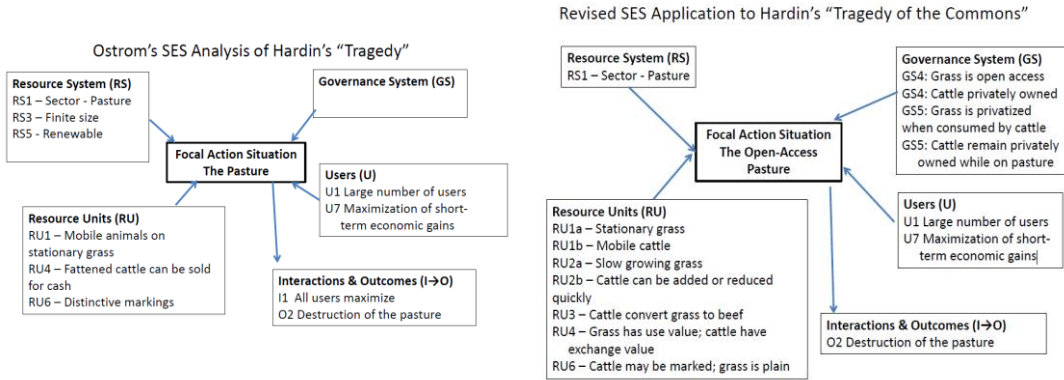 Ostrom's SES Analysis of Hardin's "Tragedy"
Resource System (RS)
RS1 – Sector - Pasture
RS3 – Finite size
RS5 - Renewable
Governance System (GS)
Focal Action Situation
The Pasture
Users (U)
U1 Large number of users
U7 Maximization of short-
term economic gains
Resource Units (RU)
RU1 – Mobile animals on
stationary grass
RU4 – Fattened cattle can be sold
for cash
RU6 – Distinctive markings
Interactions & Outcomes (I→O)
I1 All users maximize
O2 Destruction of the pasture
Revised SES Application to Hardin's "Tragedy of the Commons"
Resource System (RS)
RS1 – Sector - Pasture
Governance System (GS)
GS4: Grass is open access
GS4: Cattle privately owned
GS5: Grass is privatized
when consumed by cattle
GS5: Cattle remain privately
owned while on pasture
Focal Action Situation
The Open-Access
Pasture
Users (U)
U1 Large number of users
U7 Maximization of short-
term economic gains
Resource Units (RU)
RU1a – Stationary grass
RU1b – Mobile cattle
RU2a – Slow growing grass
RU2b – Cattle can be added or reduced
quickly
RU3 – Cattle convert grass to beef
RU4 – Grass has use value; cattle have
exchange value
RU6 – Cattle may be marked; grass is plain
Interactions & Outcomes (I→O)
O2 Destruction of the pasture